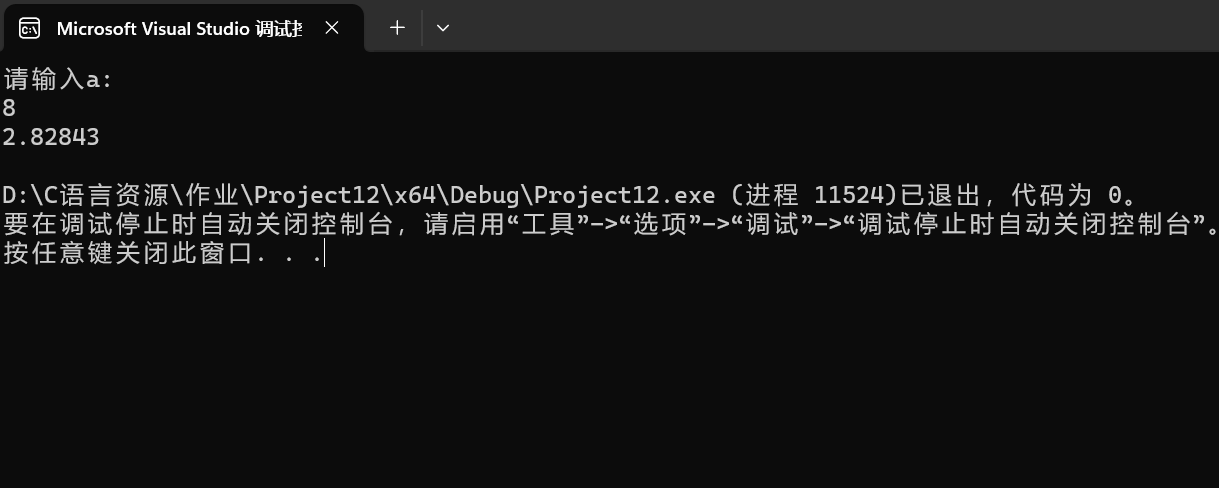 Microsoft Visual Studio 调试
请输入a:
8
2.82843
D:\C语言资源\作业\Project12\x64\Debug\Project12.exe (进程 11524)已退出，代码为 0。
要在调试停止时自动关闭控制台，请启用“工具”->“选项”->“调试”->“调试停止时自动关闭控制台”。
按任意键关闭此窗口. . .